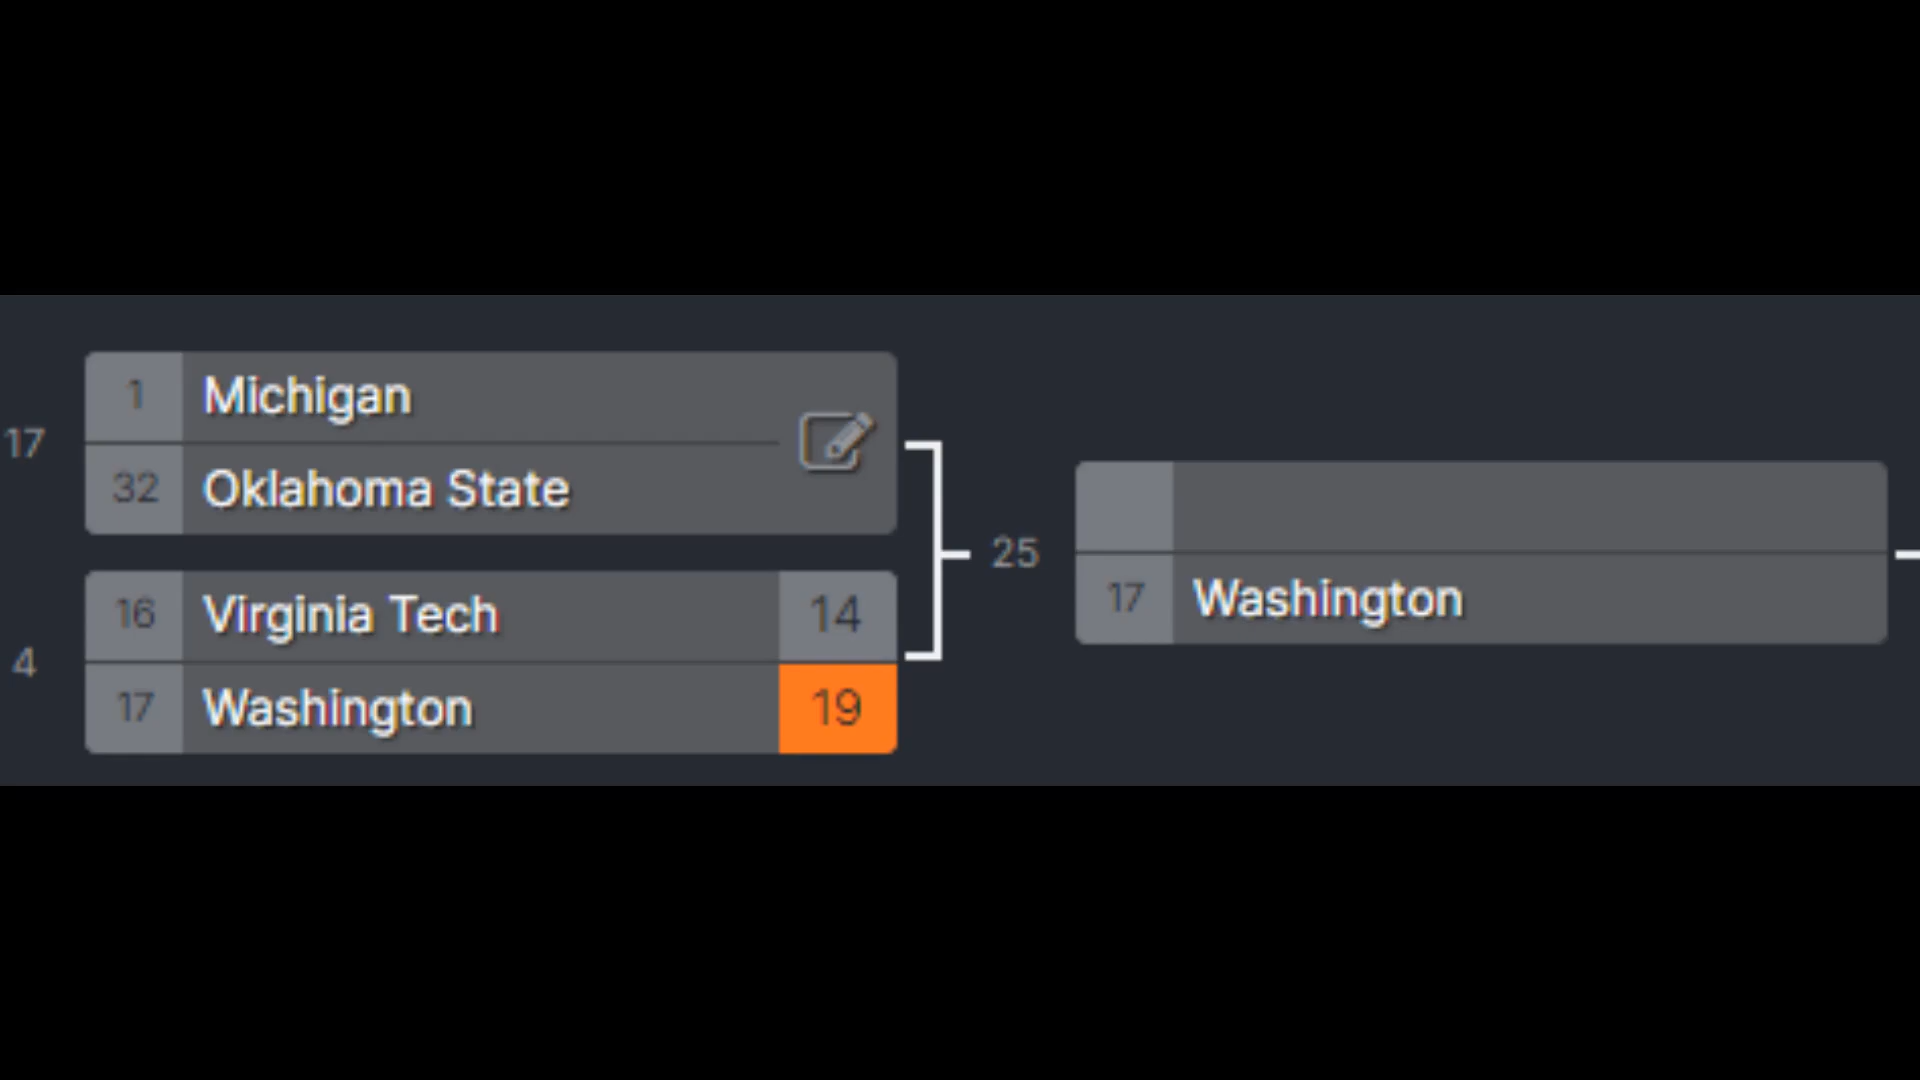 17
1 Michigan
32 Oklahoma State
4
16 Virginia Tech 14
17 Washington 19
25
17 Washington